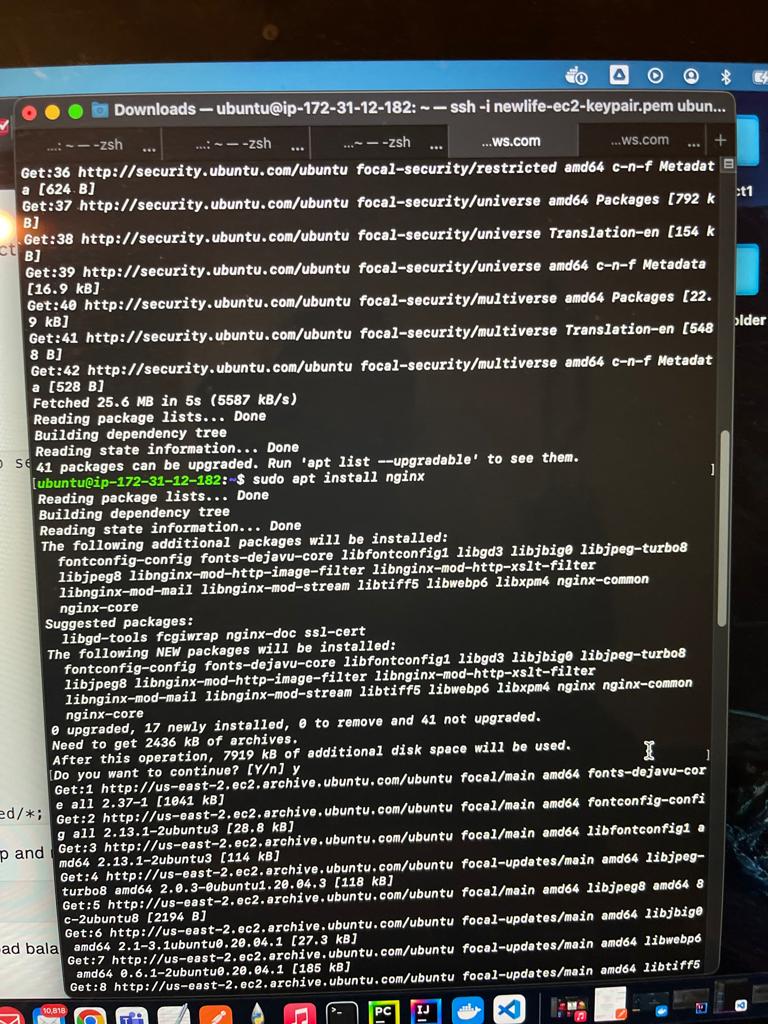 Downloads — ubuntu@ip-172-31-12-182: ~ — ssh -i newlife-ec2-keypair.pem ubun...
...: ~ — -zsh ... ...: ~ — -zsh ... ...~ — -zsh ... ...ws.com ...ws.com ... +
Get:36 http://security.ubuntu.com/ubuntu focal-security/restricted amd64 c-n-f Metadat
a [624 B]
Get:37 http://security.ubuntu.com/ubuntu focal-security/universe amd64 Packages [792 k
B]
Get:38 http://security.ubuntu.com/ubuntu focal-security/universe Translation-en [154 k
B]
Get:39 http://security.ubuntu.com/ubuntu focal-security/universe amd64 c-n-f Metadata
[16.9 kB]
Get:40 http://security.ubuntu.com/ubuntu focal-security/multiverse amd64 Packages [22.
9 kB]
Get:41 http://security.ubuntu.com/ubuntu focal-security/multiverse Translation-en [548
8 B]
Get:42 http://security.ubuntu.com/ubuntu focal-security/multiverse amd64 c-n-f Metadat
a [528 B]
Fetched 25.6 MB in 5s (5587 kB/s)
Reading package lists... Done
Building dependency tree
Reading state information... Done
41 packages can be upgraded. Run 'apt list --upgradable' to see them.
[ubuntu@ip-172-31-12-182:~$ sudo apt install nginx ]
Reading package lists... Done
Building dependency tree
Reading state information... Done
The following additional packages will be installed:
fontconfig-config fonts-dejavu-core libfontconfig1 libgd3 libjbig0 libjpeg-turbo8
libjpeg8 libnginx-mod-http-image-filter libnginx-mod-http-xslt-filter
libnginx-mod-mail libnginx-mod-stream libtiff5 libwebp6 libxpm4 nginx-common
nginx-core
Suggested packages:
libgd-tools fcgiwrap nginx-doc ssl-cert
The following NEW packages will be installed:
fontconfig-config fonts-dejavu-core libfontconfig1 libgd3 libjbig0 libjpeg-turbo8
libjpeg8 libnginx-mod-http-image-filter libnginx-mod-http-xslt-filter
libnginx-mod-mail libnginx-mod-stream libtiff5 libwebp6 libxpm4 nginx nginx-common
nginx-core
0 upgraded, 17 newly installed, 0 to remove and 41 not upgraded.
Need to get 2436 kB of archives.
After this operation, 7919 kB of additional disk space will be used.
[Do you want to continue? [Y/n] y ]
Get:1 http://us-east-2.ec2.archive.ubuntu.com/ubuntu focal/main amd64 fonts-dejavu-cor
e all 2.37-1 [1041 kB]
Get:2 http://us-east-2.ec2.archive.ubuntu.com/ubuntu focal/main amd64 fontconfig-confi
g all 2.13.1-2ubuntu3 [28.8 kB]
Get:3 http://us-east-2.ec2.archive.ubuntu.com/ubuntu focal/main amd64 libfontconfig1 a
md64 2.13.1-2ubuntu3 [114 kB]
Get:4 http://us-east-2.ec2.archive.ubuntu.com/ubuntu focal-updates/main amd64 libjpeg-
turbo8 amd64 2.0.3-0ubuntu1.20.04.3 [118 kB]
Get:5 http://us-east-2.ec2.archive.ubuntu.com/ubuntu focal/main amd64 libjpeg8 amd64 8
c-2ubuntu8 [2194 B]
Get:6 http://us-east-2.ec2.archive.ubuntu.com/ubuntu focal-updates/main amd64 libjbig0
amd64 2.1-3.1ubuntu0.20.04.1 [27.3 kB]
Get:7 http://us-east-2.ec2.archive.ubuntu.com/ubuntu focal-updates/main amd64 libwebp6
amd64 0.6.1-2ubuntu0.20.04.1 [185 kB]
Get:8 http://us-east-2.ec2.archive.ubuntu.com/ubuntu focal-updates/main amd64 libtiff5
ct1
older
ct
o se
ed/*;
p and
ad bala
10,818
PC
IJ